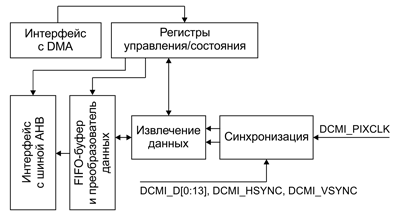 Интерфейс
с DMA
Регистры
управления/состояния
Интерфейс
с шиной AHB
FIFO-буфер
и преобразователь
данных
Извлечение
данных
Синхронизация
DCMI_PIXCLK
DCMI_D[0:13], DCMI_HSYNC, DCMI_VSYNC